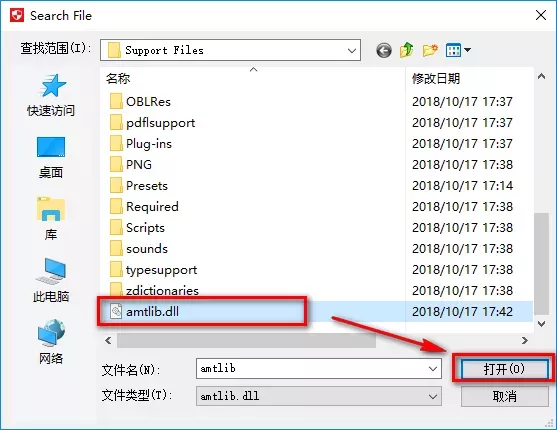 Search File
查找范围(I): Support Files
名称 修改日期
OBLRes 2018/10/17 17:37
pdflsupport 2018/10/17 17:37
Plug-ins 2018/10/17 17:37
PNG 2018/10/17 17:38
Presets 2018/10/17 17:14
Required 2018/10/17 17:38
Scripts 2018/10/17 17:38
sounds 2018/10/17 17:38
typesupport 2018/10/17 17:38
zdictionaries 2018/10/17 17:38
amtlib.dll 2018/10/17 17:42
快速访问
桌面
库
此电脑
网络
文件名(N): amtlib 打开(O)
文件类型(T): amtlib.dll 取消